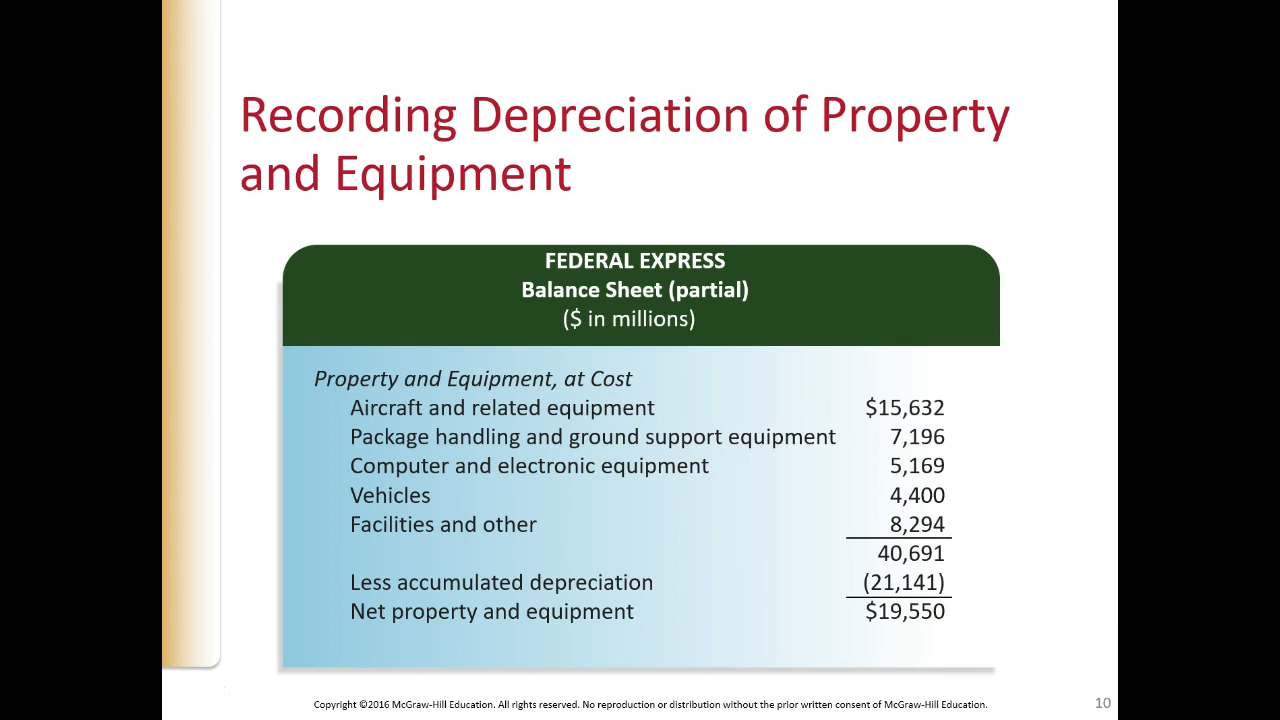 Recording Depreciation of Property
and Equipment
FEDERAL EXPRESS
Balance Sheet (partial)
($ in millions)
Property and Equipment, at Cost
Aircraft and related equipment $15,632
Package handling and ground support equipment 7,196
Computer and electronic equipment 5,169
Vehicles 4,400
Facilities and other 8,294
40,691
Less accumulated depreciation (21,141)
Net property and equipment $19,550
Copyright ©2016 McGraw-Hill Education. All rights reserved. No reproduction or distribution without the prior written consent of McGraw-Hill Education.
10